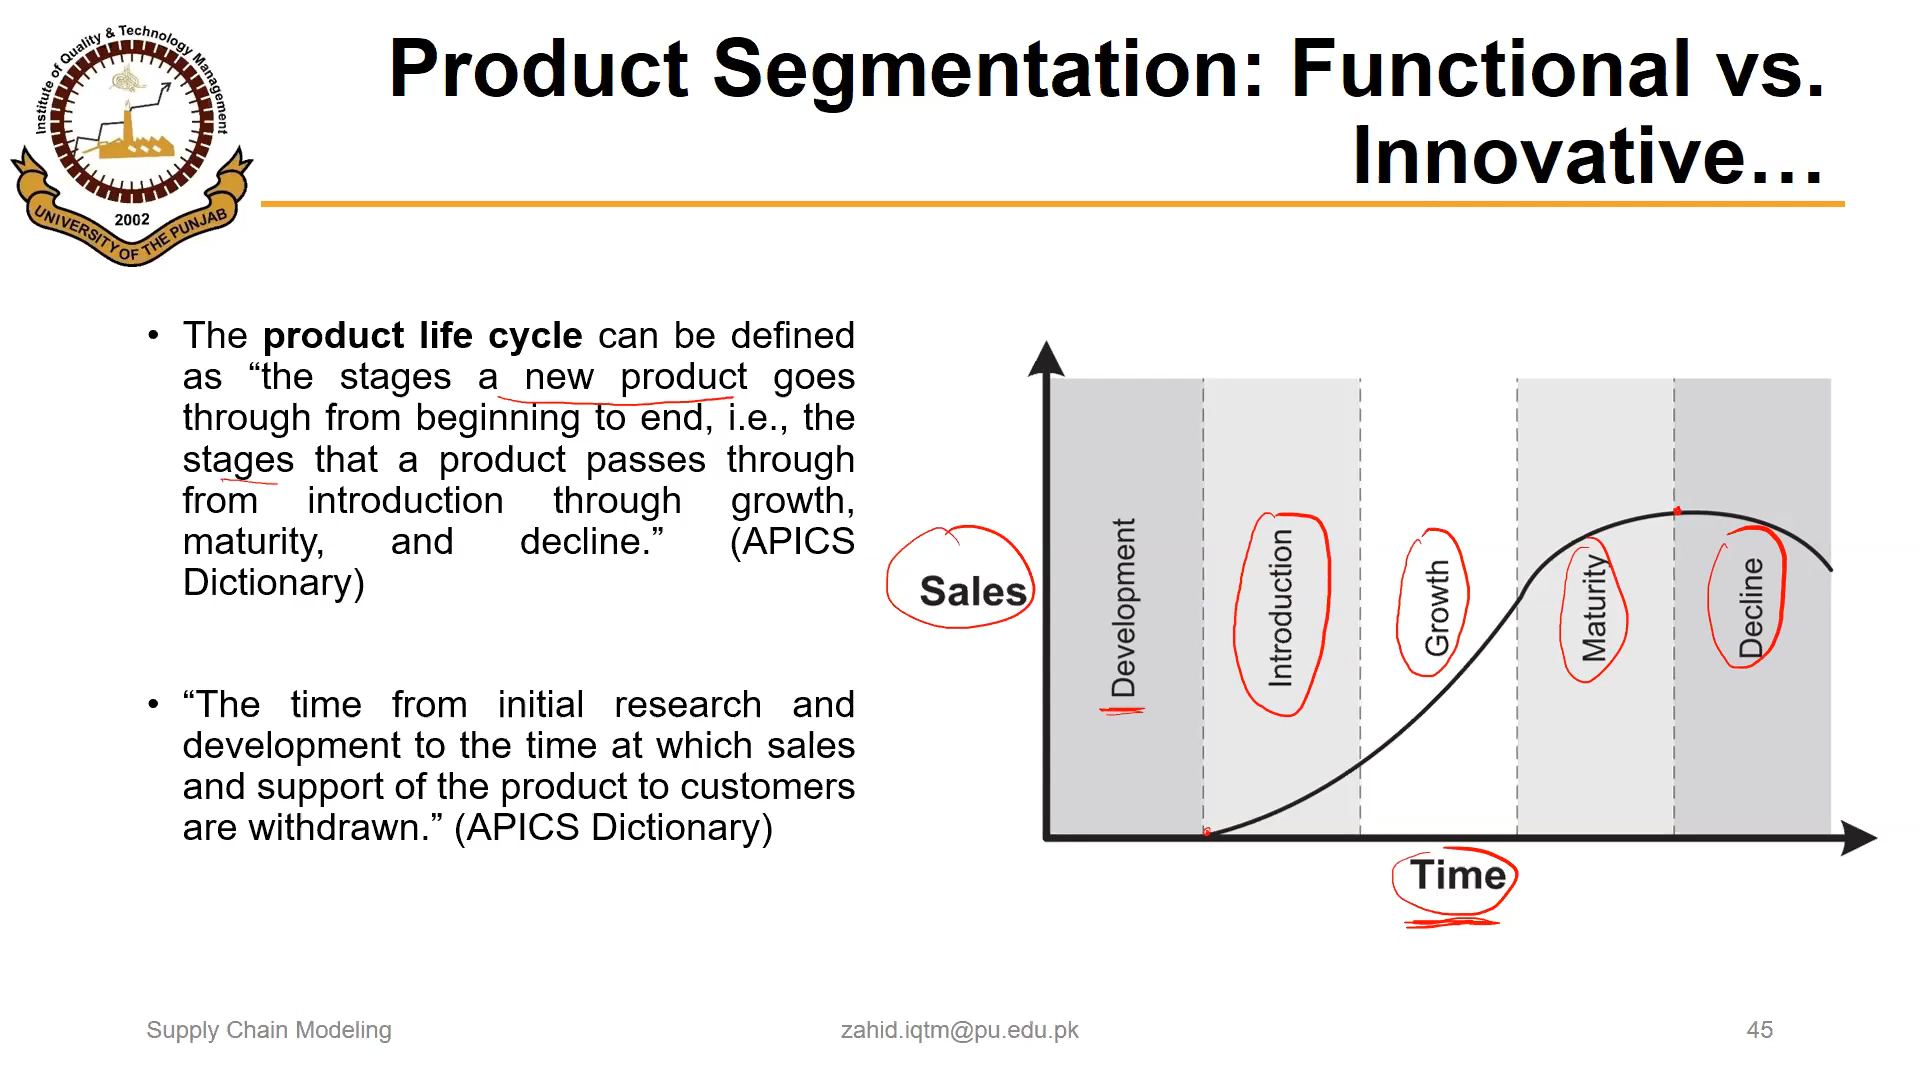 Institute of Quality & Technology Management
2002
UNIVERSITY OF THE PUNJAB
Product Segmentation: Functional vs.
Innovative…
• The product life cycle can be defined
as “the stages a new product goes
through from beginning to end, i.e., the
stages that a product passes through
from introduction through growth,
maturity, and decline.” (APICS
Dictionary)
• “The time from initial research and
development to the time at which sales
and support of the product to customers
are withdrawn.” (APICS Dictionary)
Sales
Development
Introduction
Growth
Maturity
Decline
Time
Supply Chain Modeling
zahid.iqtm@pu.edu.pk
45